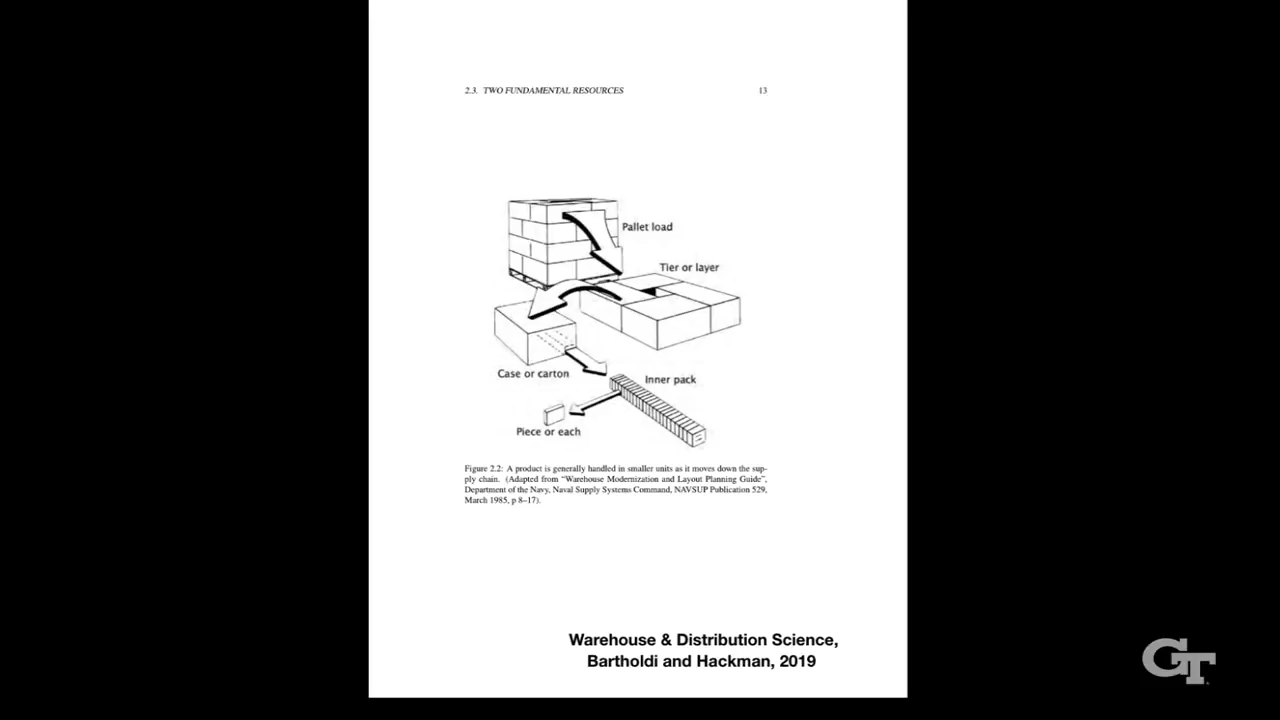 2.3. TWO FUNDAMENTAL RESOURCES 13
Pallet load
Tier or layer
Case or carton
Inner pack
Piece or each
Figure 2.2: A product is generally handled in smaller units as it moves down the sup-
ply chain. (Adapted from “Warehouse Modernization and Layout Planning Guide”,
Department of the Navy, Naval Supply Systems Command, NAVSUP Publication 529,
March 1985, p 8–17).
Warehouse & Distribution Science,
Bartholdi and Hackman, 2019
GT